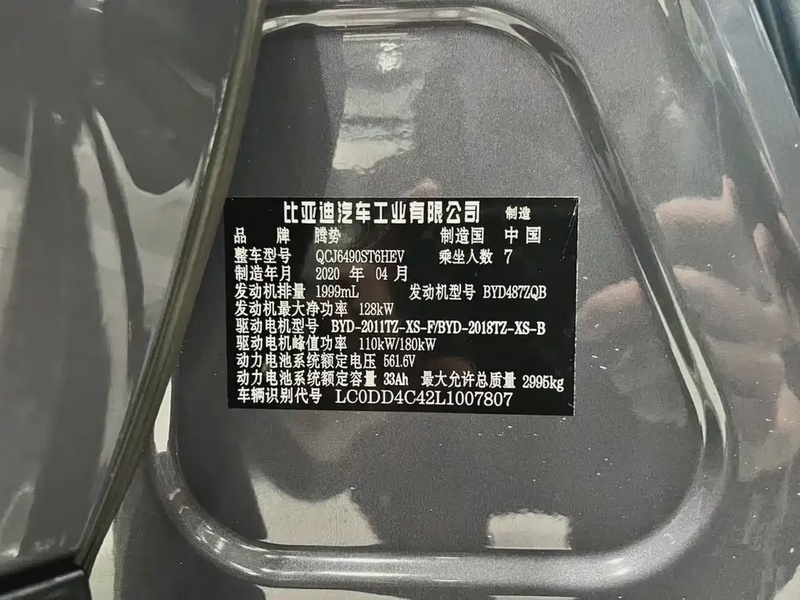 比亚迪汽车工业有限公司 制造
品 牌 腾势 制造国 中国
整车型号 QCJ6490ST6HEV 乘坐人数 7
制造年月 2020 年 04 月
发动机排量 1999mL 发动机型号 BYD487ZQB
发动机最大净功率 128kW
驱动电机型号 BYD-2011TZ-XS-F/BYD-2018TZ-XS-B
驱动电机峰值功率 110kW/180kW
动力电池系统额定电压 561.6V
动力电池系统额定容量 33Ah 最大允许总质量 2995kg
车辆识别代号 LC0DD4C42L1007807